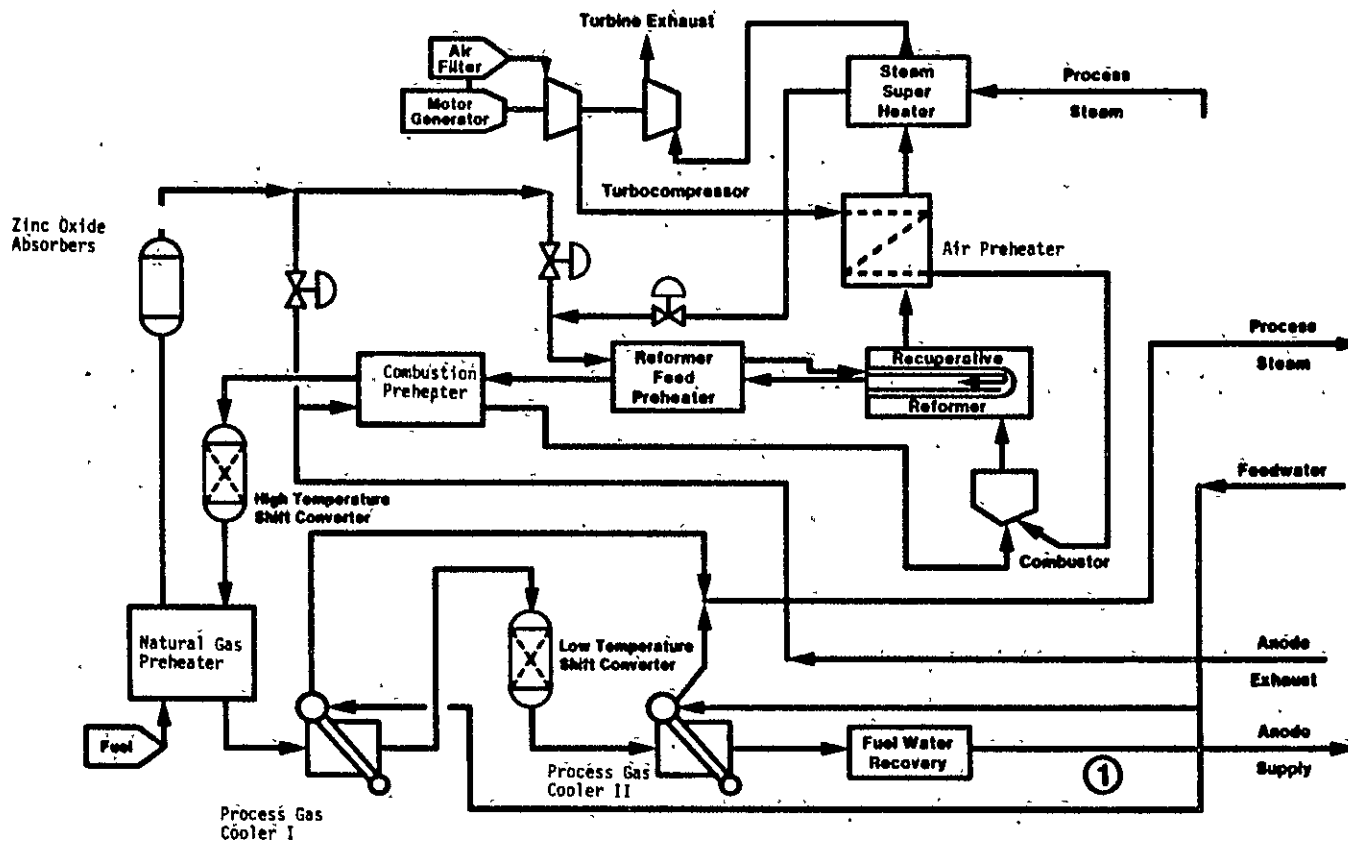 Turbine Exhaust
Air
Filter
Motor
Generator
Steam
Super
Heater
Process
Steam
Turbocompressor
Zinc Oxide
Absorbers
Air Preheater
Process
Steam
Combustion
Preheater
Reformer
Feed
Preheater
Recuperative
Reformer
High Temperature
Shift Converter
Feedwater
Combustor
Natural Gas
Preheater
Low Temperature
Shift Converter
Anode
Exhaust
Fuel
Fuel Water
Recovery
Anode
Supply
1
Process Gas
Cooler II
Process Gas
Cooler I